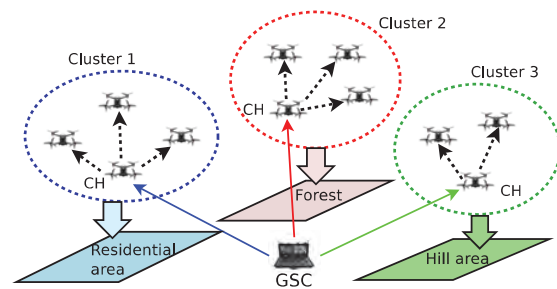 Cluster 1
Cluster 2
Cluster 3
CH
CH
CH
Residential
area
Forest
Hill area
GSC